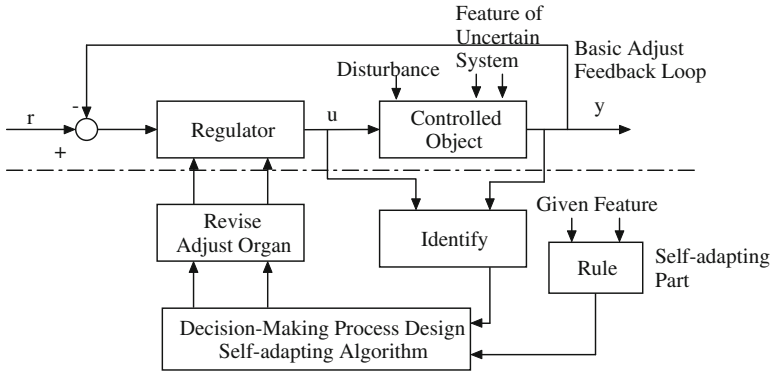 Feature of
Uncertain
System
Basic Adjust
Feedback Loop
Disturbance
-
r
+
Regulator
u
Controlled
Object
y
Revise
Adjust Organ
Identify
Given Feature
Rule
Self-adapting
Part
Decision-Making Process Design
Self-adapting Algorithm